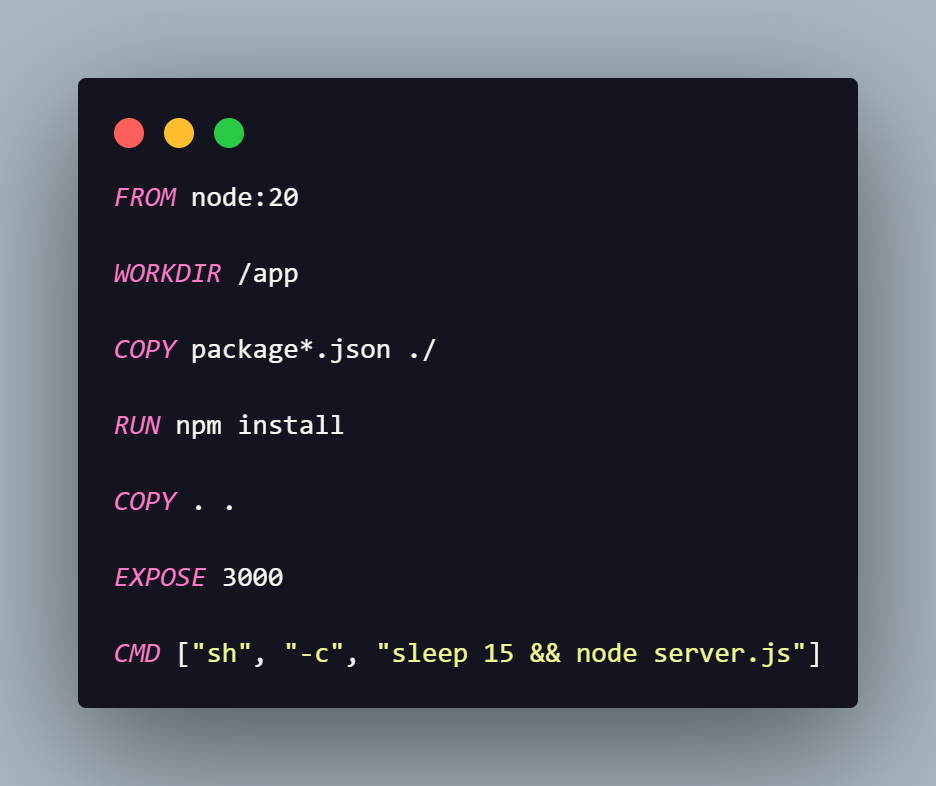 FROM node:20
WORKDIR /app
COPY package*.json ./
RUN npm install
COPY . .
EXPOSE 3000
CMD ["sh", "-c", "sleep 15 && node server.js"]